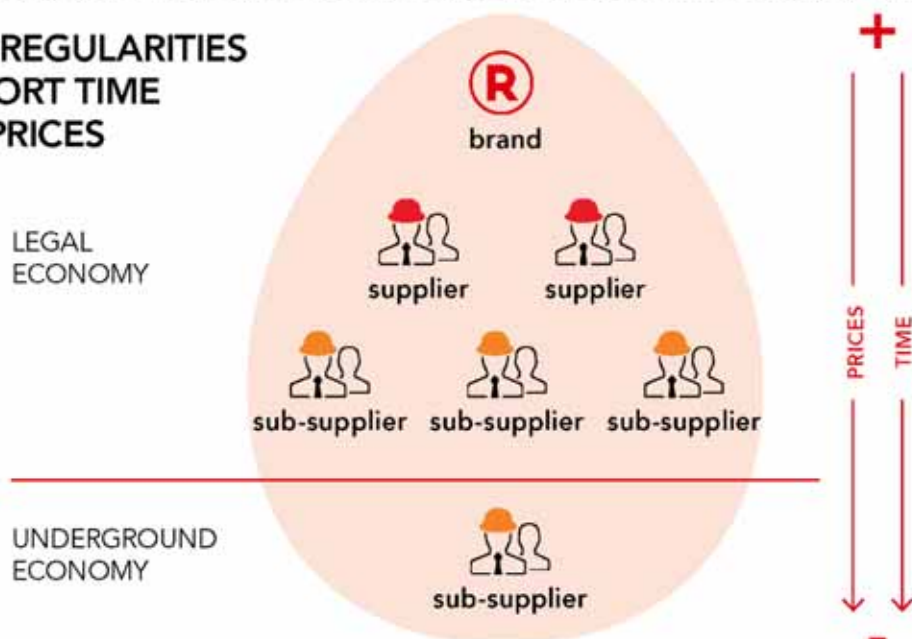 REGULARITIES
ORT TIME
PRICES
+
R
brand
LEGAL
ECONOMY
supplier supplier
PRICES
TIME
sub-supplier sub-supplier sub-supplier
UNDERGROUND
ECONOMY
sub-supplier